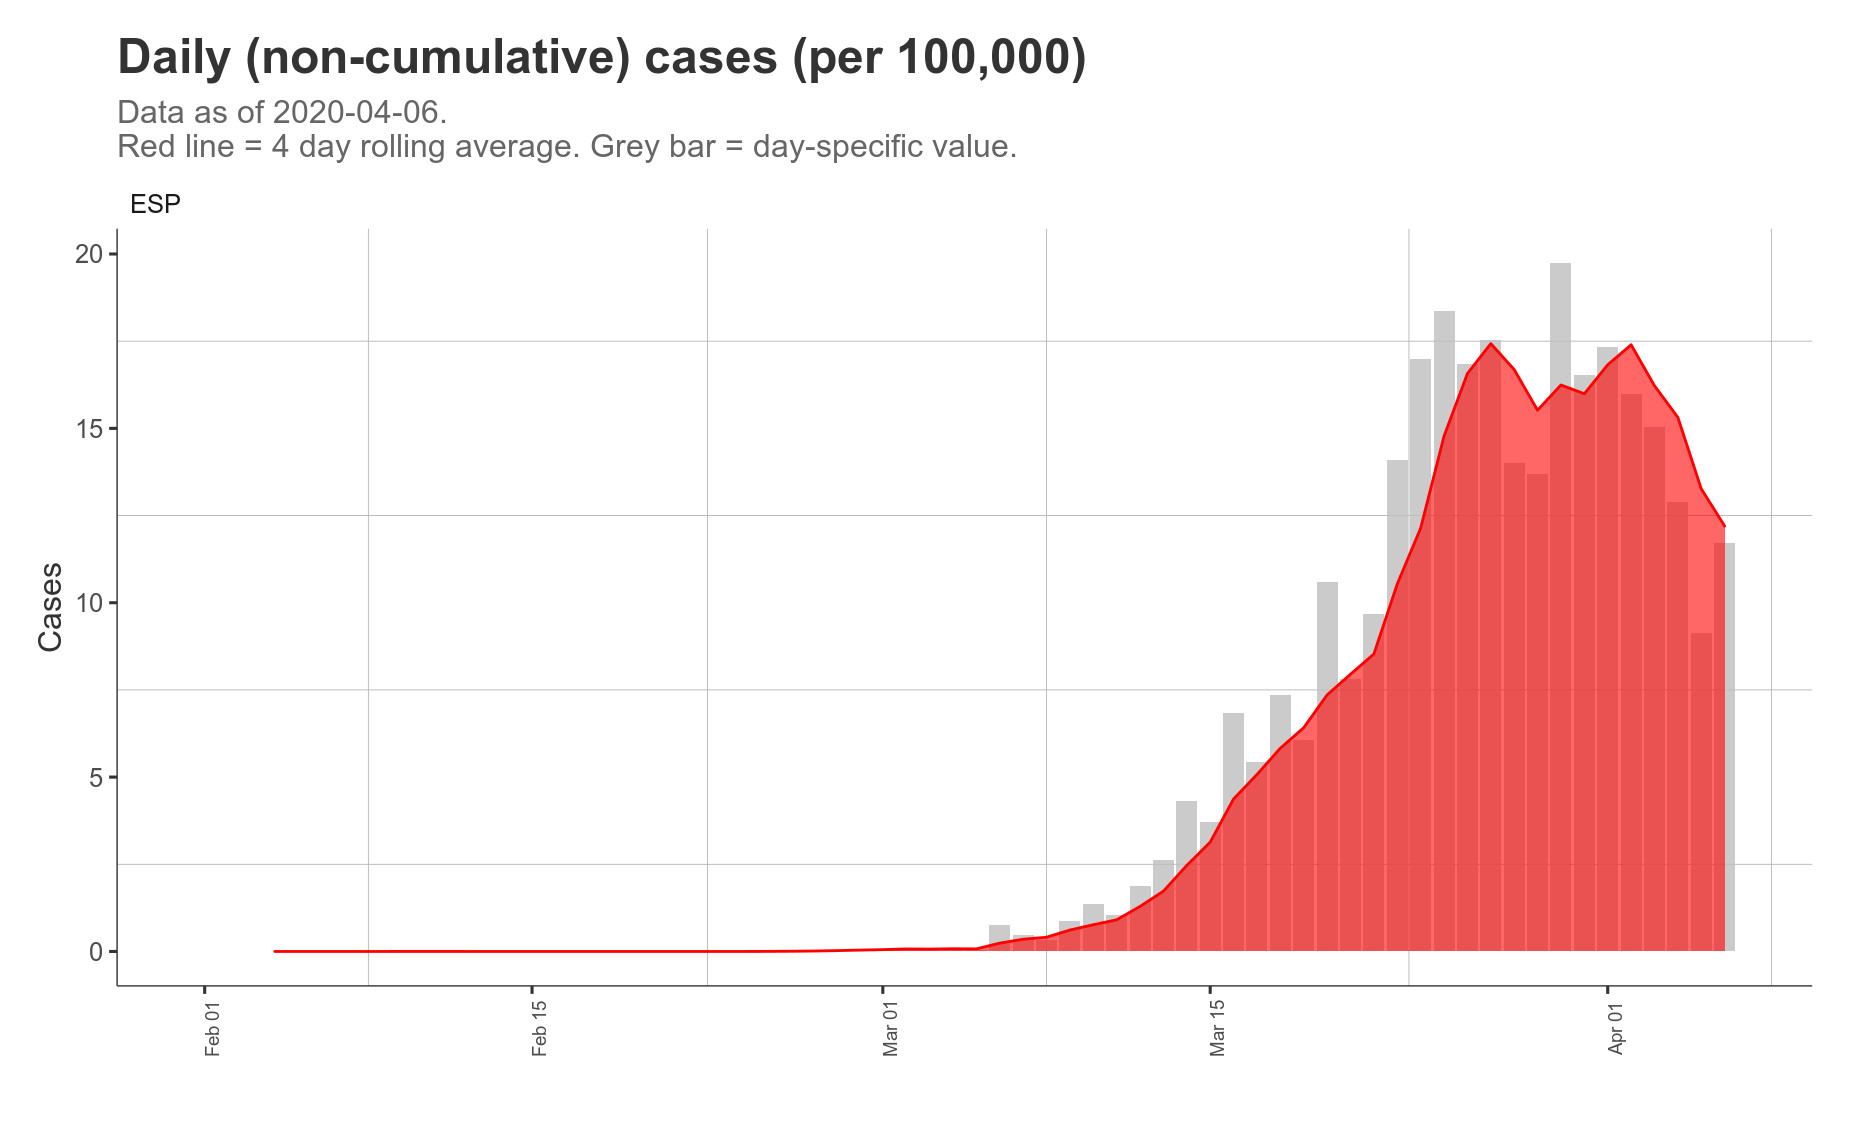 Daily (non-cumulative) cases (per 100,000)
Data as of 2020-04-06.
Red line = 4 day rolling average. Grey bar = day-specific value.
ESP
20
15
10
5
0
Cases
Feb 01
Feb 15
Mar 01
Mar 15
Apr 01